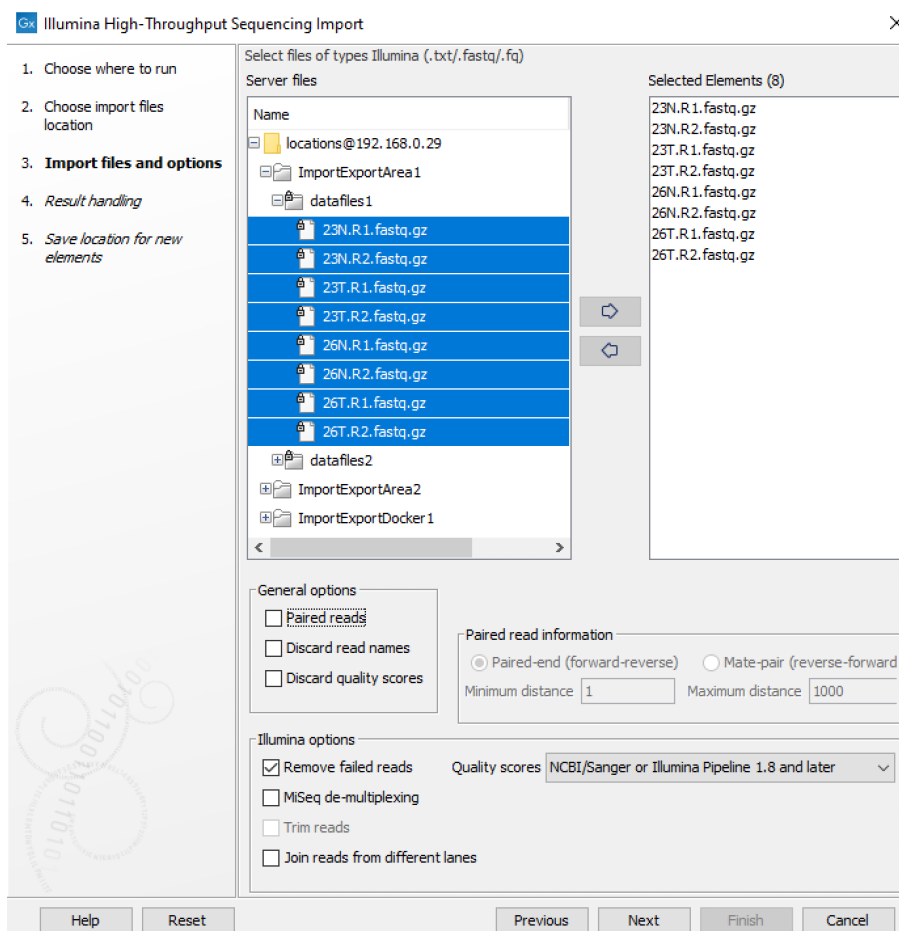 Gx Illumina High-Throughput Sequencing Import
1. Choose where to run
2. Choose import files
location
3. Import files and options
4. Result handling
5. Save location for new
elements
Select files of types Illumina (.txt/.fastq/.fq)
Server files
Name
locations@192.168.0.29
ImportExportArea1
datafiles1
23N.R1.fastq.gz
23N.R2.fastq.gz
23T.R1.fastq.gz
23T.R2.fastq.gz
26N.R1.fastq.gz
26N.R2.fastq.gz
26T.R1.fastq.gz
26T.R2.fastq.gz
datafiles2
ImportExportArea2
ImportExportDocker1
Selected Elements (8)
23N.R1.fastq.gz
23N.R2.fastq.gz
23T.R1.fastq.gz
23T.R2.fastq.gz
26N.R1.fastq.gz
26N.R2.fastq.gz
26T.R1.fastq.gz
26T.R2.fastq.gz
General options
Paired reads
Discard read names
Discard quality scores
Paired read information
Paired-end (forward-reverse) Mate-pair (reverse-forward
Minimum distance 1 Maximum distance 1000
Illumina options
Remove failed reads Quality scores NCBI/Sanger or Illumina Pipeline 1.8 and later
MiSeq de-multiplexing
Trim reads
Join reads from different lanes
Help Reset Previous Next Finish Cancel